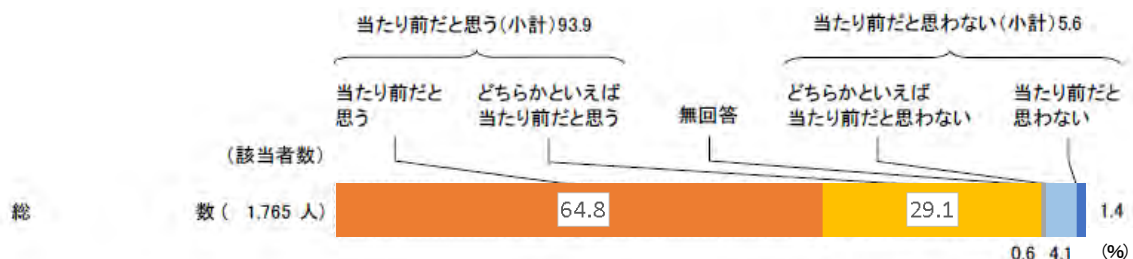 当たり前だと思う(小計)93.9
当たり前だと思わない(小計)5.6
当たり前だと
思う
どちらかといえば
当たり前だと思う
無回答
どちらかといえば
当たり前だと思わない
当たり前だと
思わない
(該当者数)
総 数 ( 1.765 人)
64.8
29.1
1.4
0.6
4.1
(%)